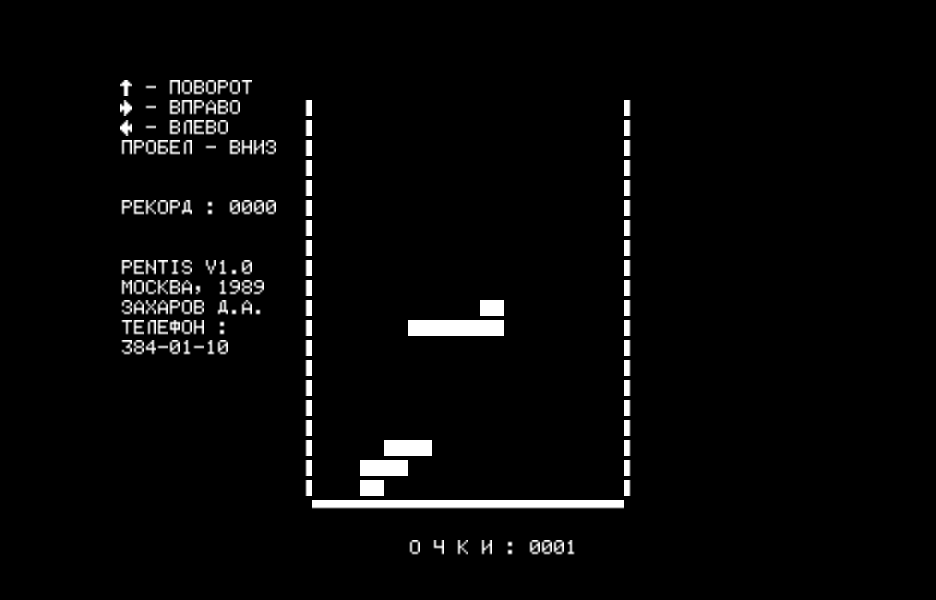 ↑ - ПОВОРОТ
→ - ВПРАВО
← - ВЛЕВО
ПРОБЕЛ - ВНИЗ
РЕКОРД : 0000
PENTIS V1.0
МОСКВА, 1989
ЗАХАРОВ Д.А.
ТЕЛЕФОН :
384-01-10
О Ч К И : 0001